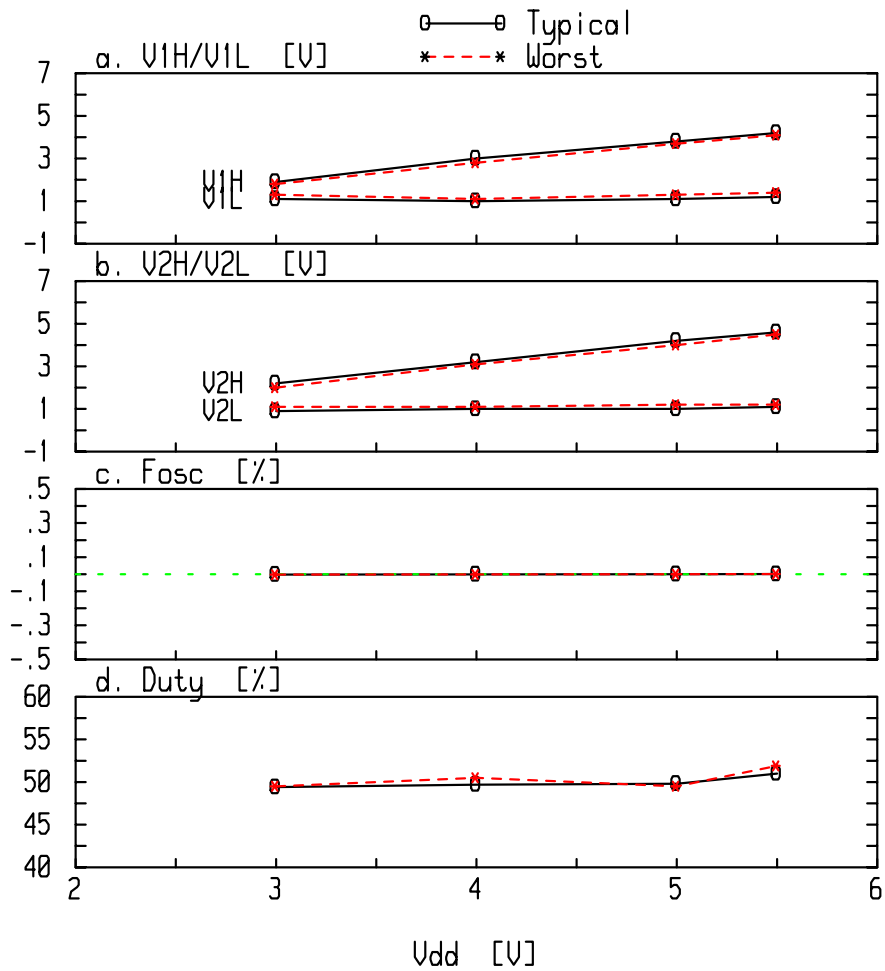 Typical
Worst
a. V1H/V1L [V]
7
5
3
1
-1
V1H
V1L
b. V2H/V2L [V]
7
5
3
1
-1
V2H
V2L
c. Fosc [%]
.5
.3
.1
-.1
-.3
-.5
d. Duty [%]
60
55
50
45
40
2 3 4 5 6
Vdd [V]